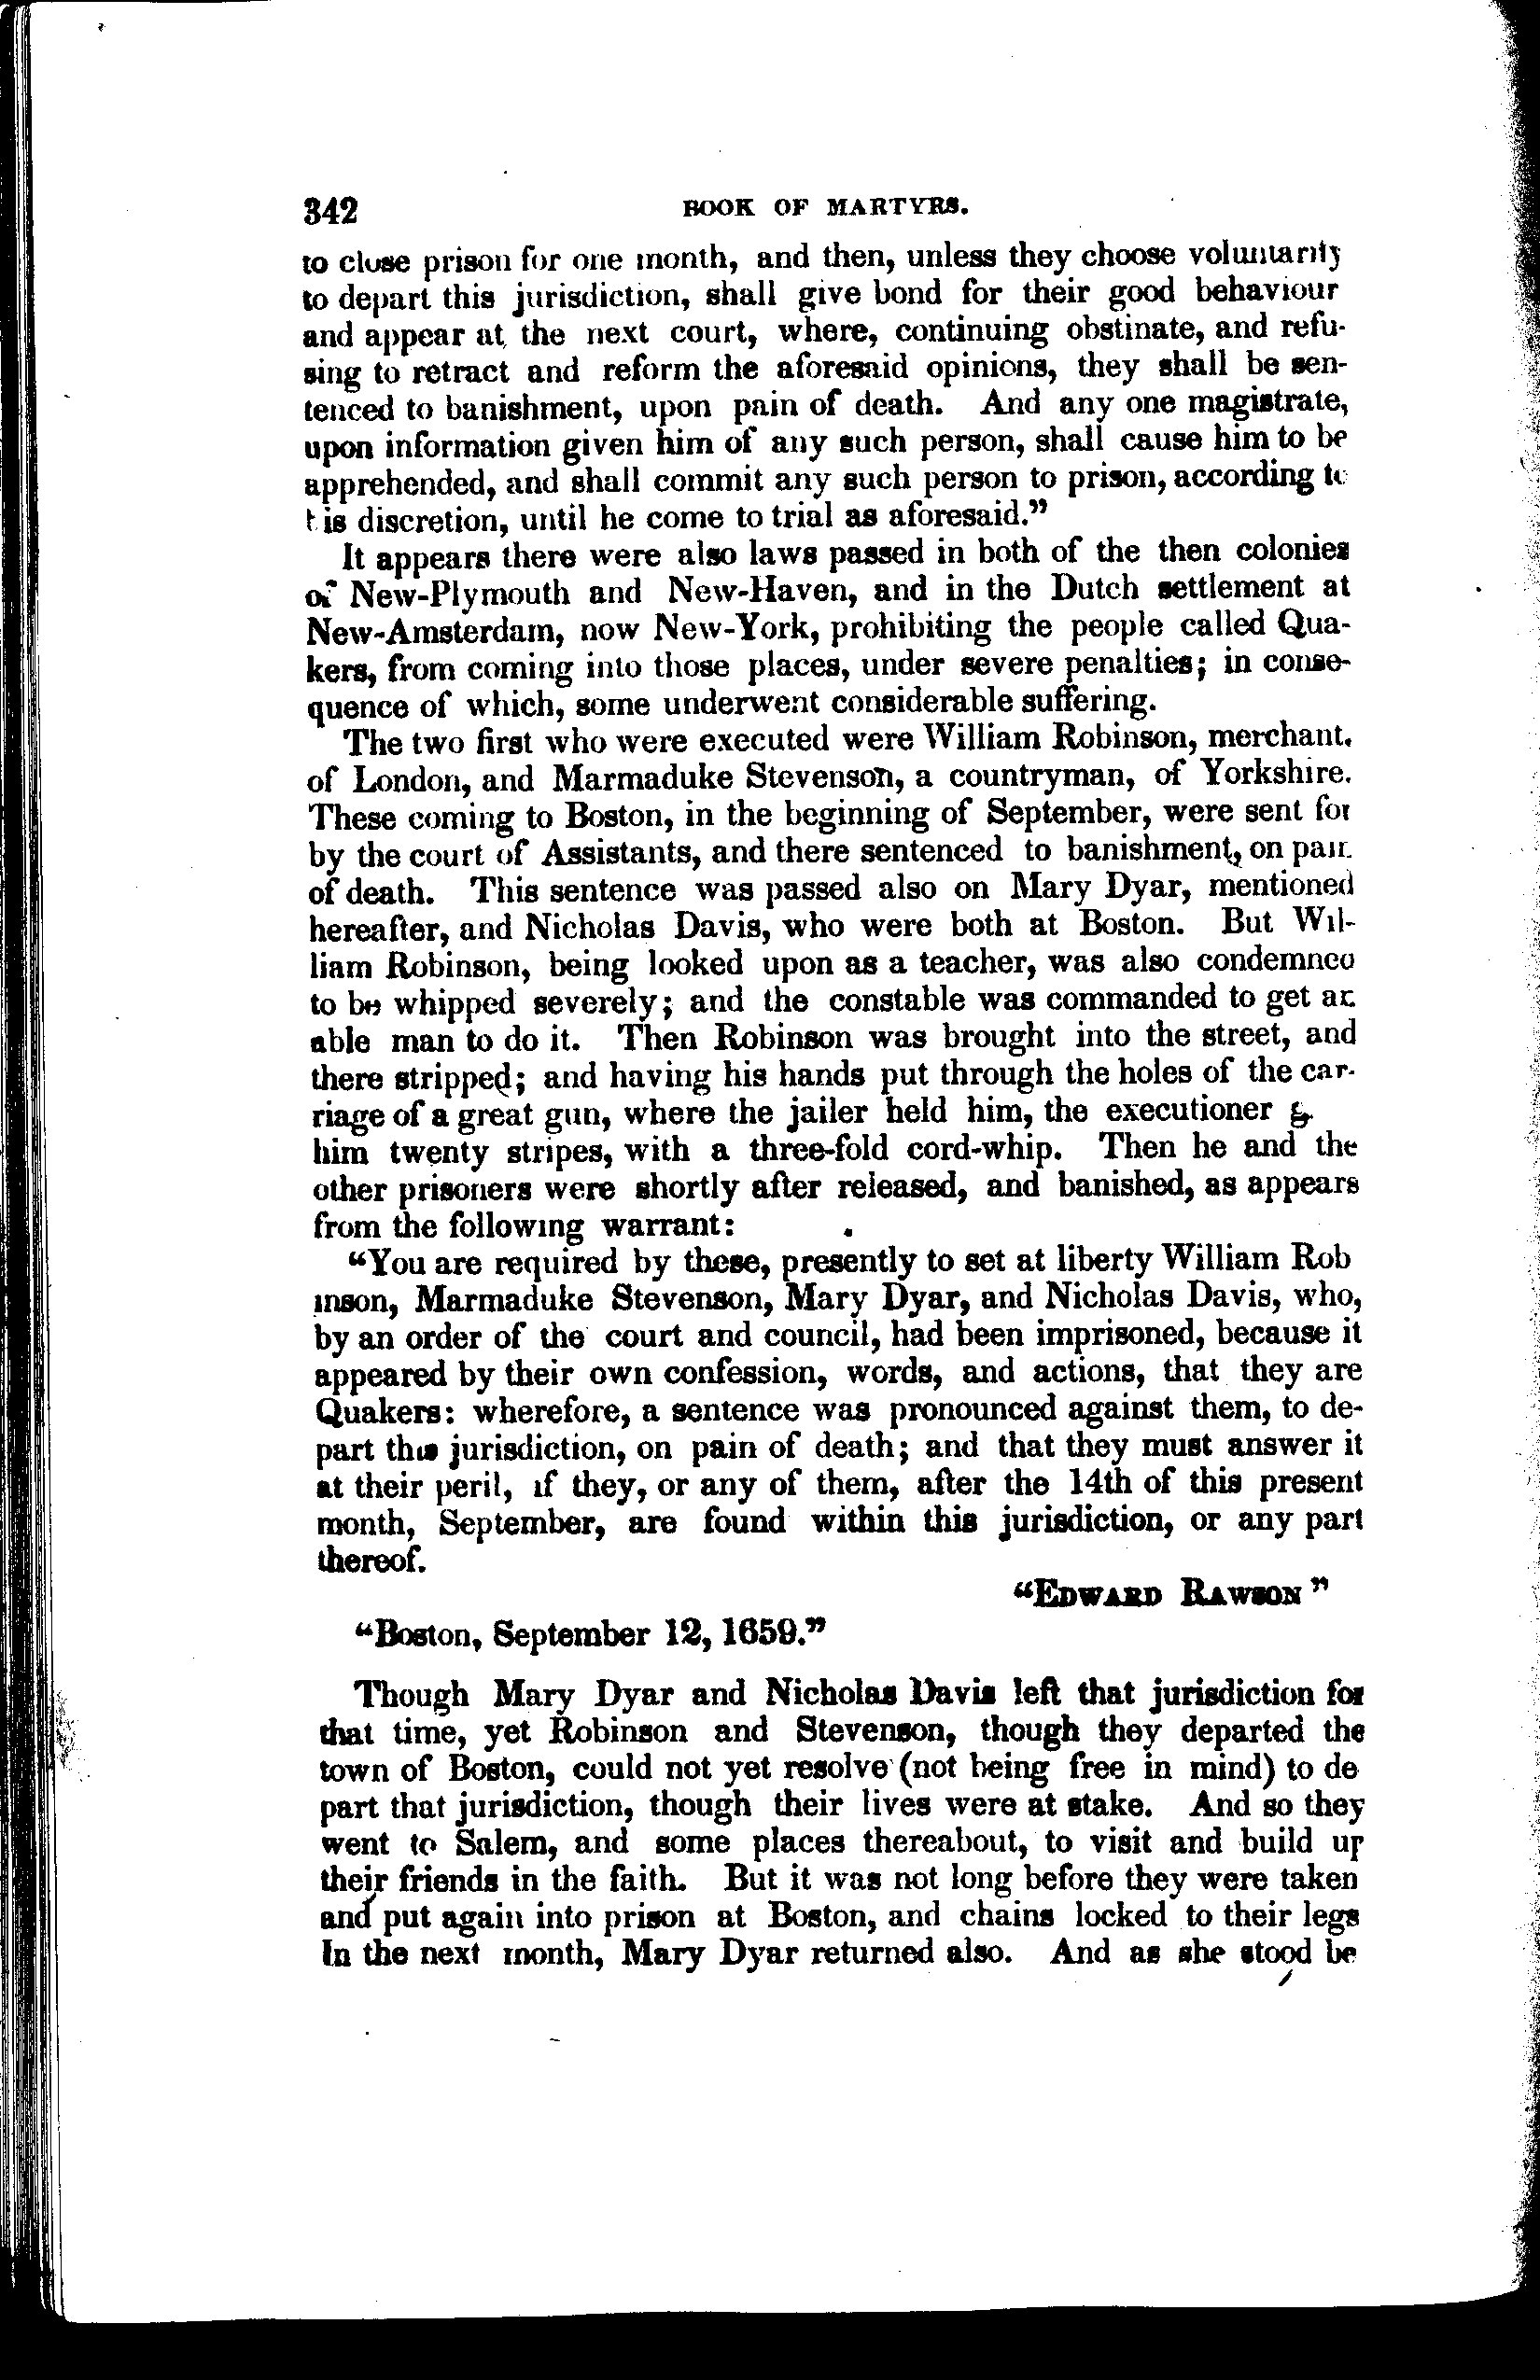 342 BOOK OF MARTYRS.
to close prison for one month, and then, unless they choose voluntarily
to depart this jurisdiction, shall give bond for their good behaviour
and appear at the next court, where, continuing obstinate, and refu-
sing to retract and reform the aforesaid opinions, they shall be sen-
tenced to banishment, upon pain of death. And any one magistrate,
upon information given him of any such person, shall cause him to be
apprehended, and shall commit any such person to prison, according to
his discretion, until he come to trial as aforesaid.”
It appears there were also laws passed in both of the then colonies
of New-Plymouth and New-Haven, and in the Dutch settlement at
New-Amsterdam, now New-York, prohibiting the people called Qua-
kers, from coming into those places, under severe penalties; in conse-
quence of which, some underwent considerable suffering.
The two first who were executed were William Robinson, merchant,
of London, and Marmaduke Stevenson, a countryman, of Yorkshire.
These coming to Boston, in the beginning of September, were sent for
by the court of Assistants, and there sentenced to banishment, on pain
of death. This sentence was passed also on Mary Dyar, mentioned
hereafter, and Nicholas Davis, who were both at Boston. But Wil-
liam Robinson, being looked upon as a teacher, was also condemned
to be whipped severely; and the constable was commanded to get an
able man to do it. Then Robinson was brought into the street, and
there stripped; and having his hands put through the holes of the car-
riage of a great gun, where the jailer held him, the executioner
him twenty stripes, with a three-fold cord-whip. Then he and the
other prisoners were shortly after released, and banished, as appears
from the following warrant:
“You are required by these, presently to set at liberty William Rob
inson, Marmaduke Stevenson, Mary Dyar, and Nicholas Davis, who,
by an order of the court and council, had been imprisoned, because it
appeared by their own confession, words, and actions, that they are
Quakers: wherefore, a sentence was pronounced against them, to de-
part this jurisdiction, on pain of death; and that they must answer it
at their peril, if they, or any of them, after the 14th of this present
month, September, are found within this jurisdiction, or any part
thereof.
“EDWARD RAWSON”
“Boston, September 12, 1659.”
Though Mary Dyar and Nicholas Davis left that jurisdiction for
that time, yet Robinson and Stevenson, though they departed the
town of Boston, could not yet resolve (not being free in mind) to de
part that jurisdiction, though their lives were at stake. And so they
went to Salem, and some places thereabout, to visit and build up
their friends in the faith. But it was not long before they were taken
and put again into prison at Boston, and chains locked to their legs
In the next month, Mary Dyar returned also. And as she stood be